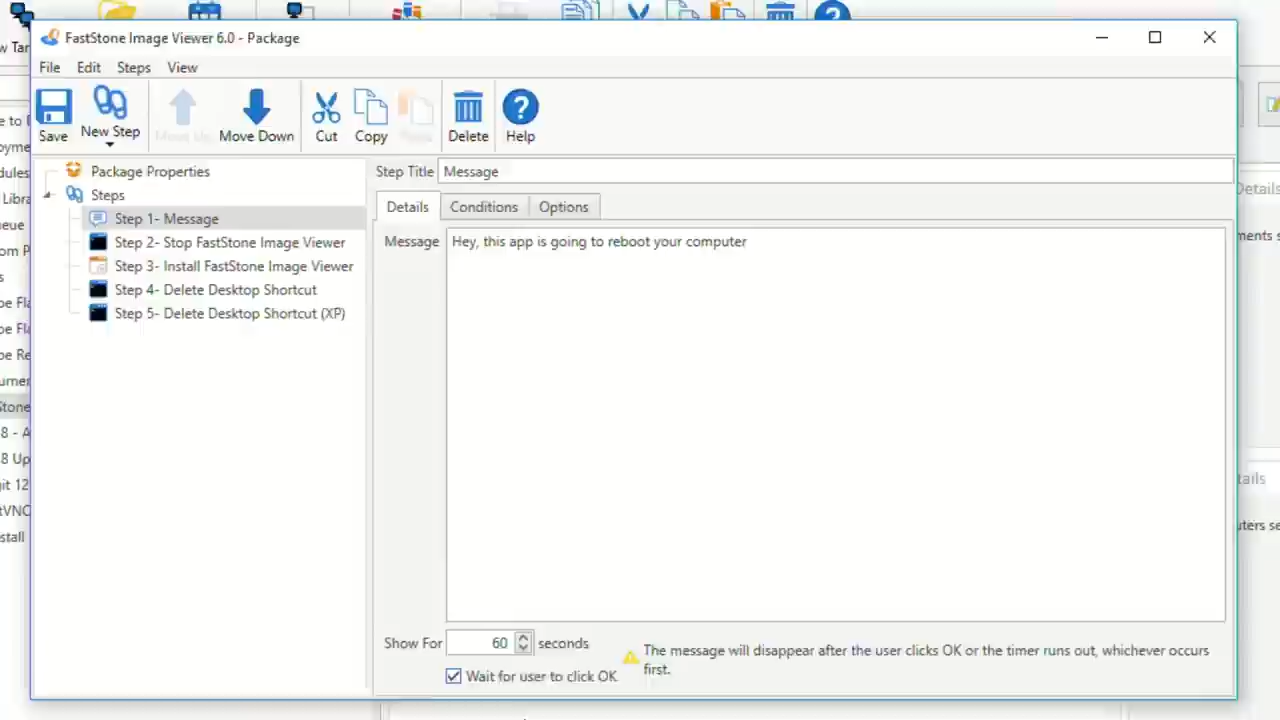 FastStone Image Viewer 6.0 - Package
File Edit Steps View
Save New Step Move Up Move Down Cut Copy Paste Delete Help
Package Properties
Steps
Step 1- Message
Step 2- Stop FastStone Image Viewer
Step 3- Install FastStone Image Viewer
Step 4- Delete Desktop Shortcut
Step 5- Delete Desktop Shortcut (XP)
Step Title Message
Details Conditions Options
Message Hey, this app is going to reboot your computer
Show For 60 seconds
Wait for user to click OK
The message will disappear after the user clicks OK or the timer runs out, whichever occurs
first.
Details